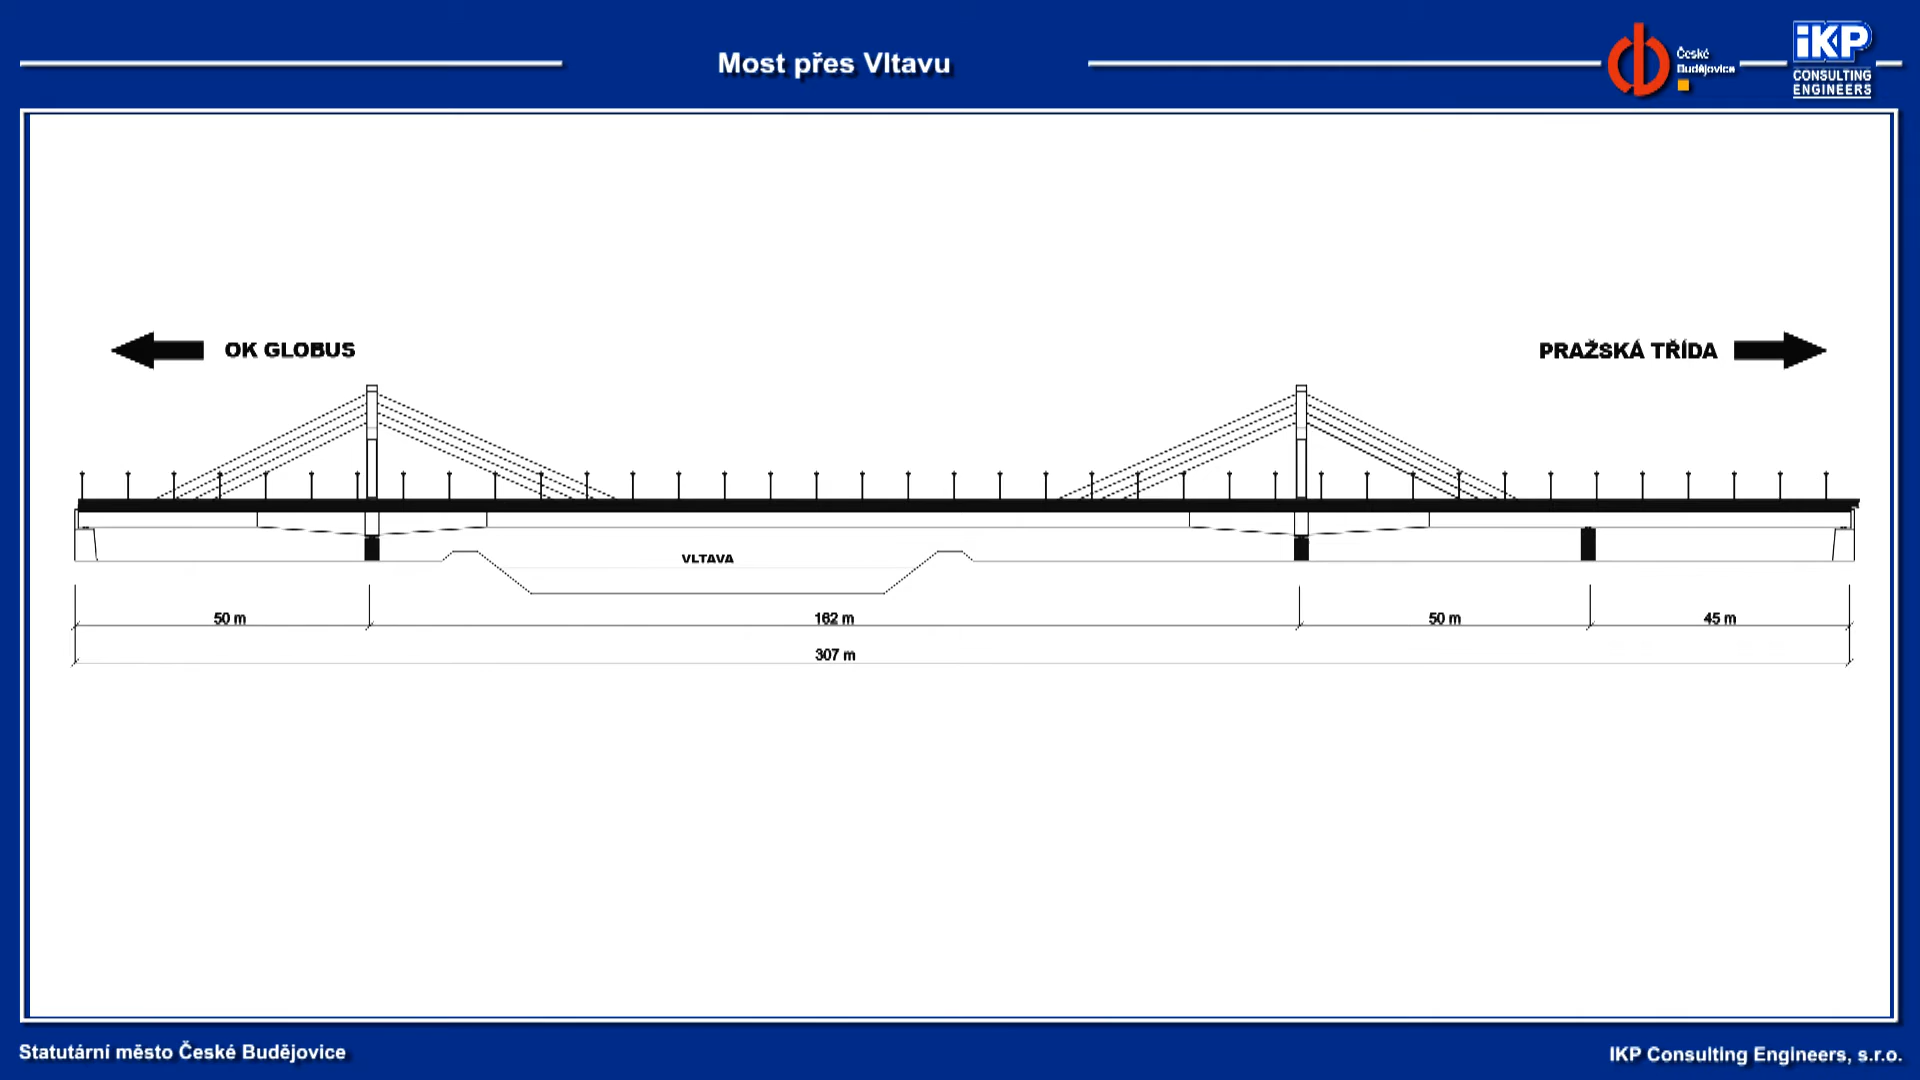 Most přes Vltavu
České
Budějovice
iKP
CONSULTING
ENGINEERS
OK GLOBUS
PRAŽSKÁ TŘÍDA
VLTAVA
50 m
162 m
50 m
45 m
307 m
Statutární město České Budějovice
IKP Consulting Engineers, s.r.o.